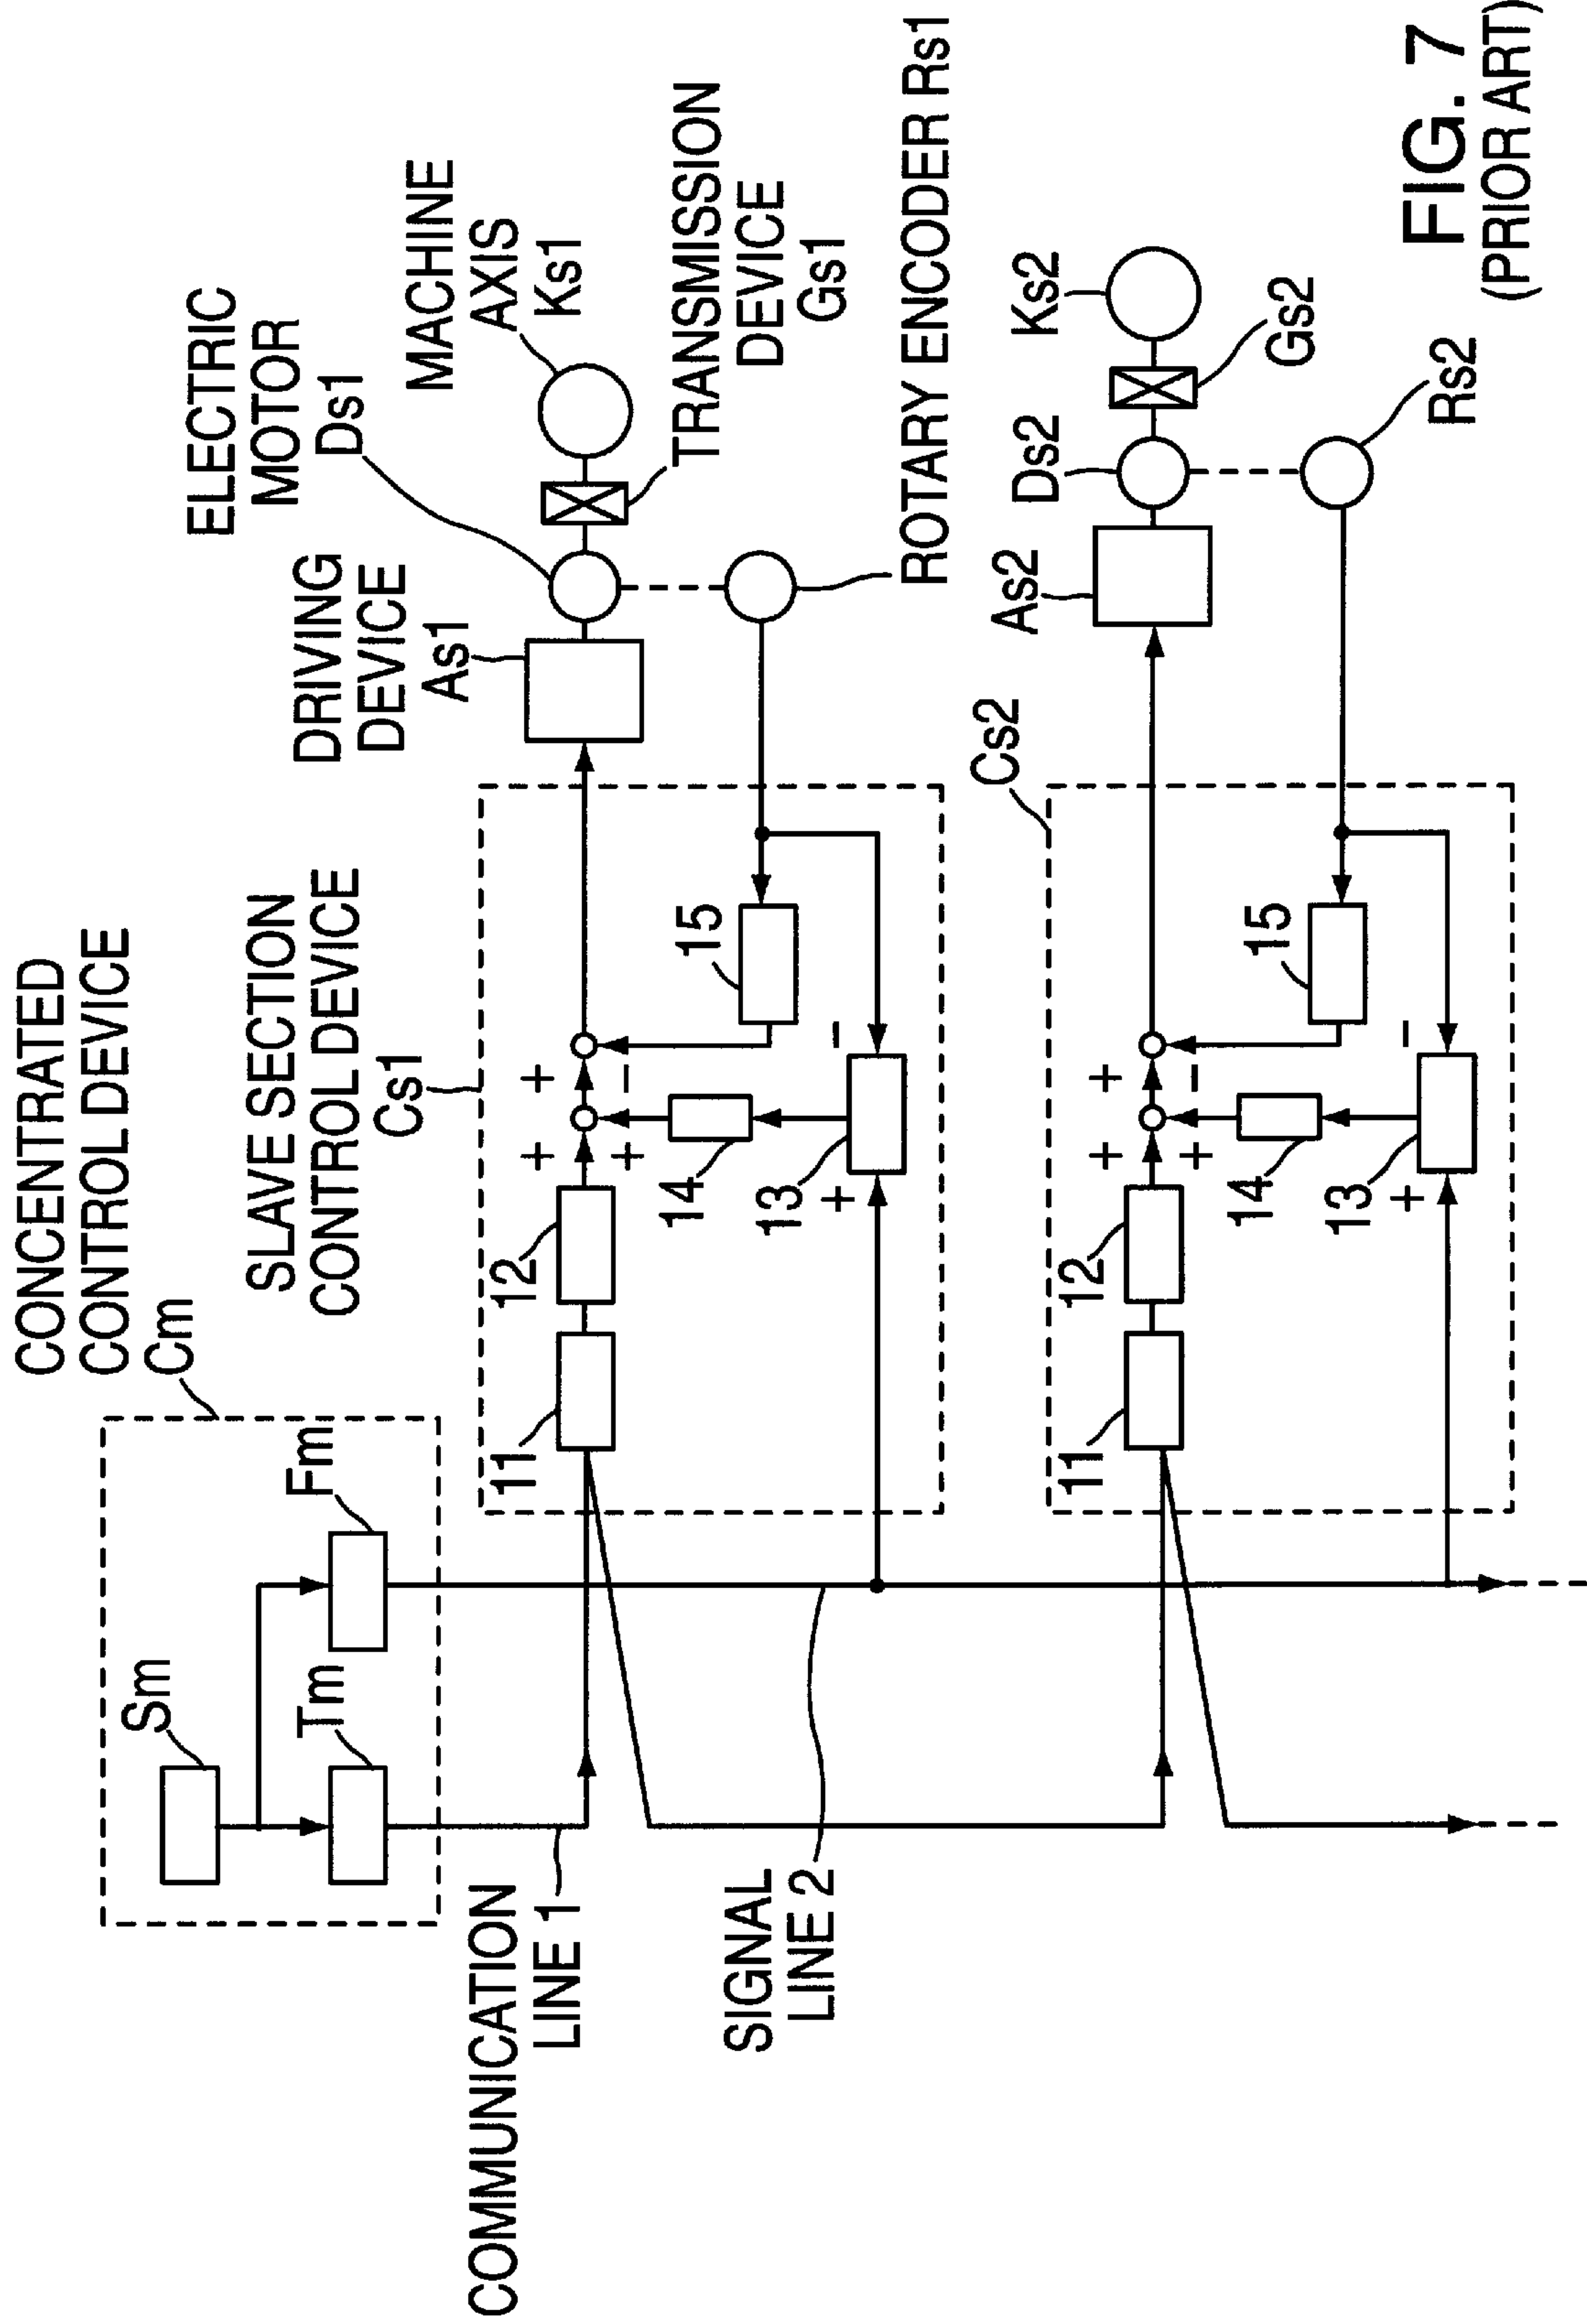 CONCENTRATED
CONTROL DEVICE
Cm
Sm
Tm
Fm
SLAVE SECTION
CONTROL DEVICE
Cs1
DRIVING
DEVICE
As1
ELECTRIC
MOTOR
Ds1
MACHINE
AXIS
Ks1
TRANSMISSION
DEVICE
Gs1
ROTARY ENCODER Rs1
COMMUNICATION
LINE 1
SIGNAL
LINE 2
11
12
+
+
+
−
14
15
13
+
−
Cs2
As2
Ds2
Ks2
Gs2
Rs2
11
12
+
+
+
−
14
15
13
+
−
FIG. 7
(PRIOR ART)